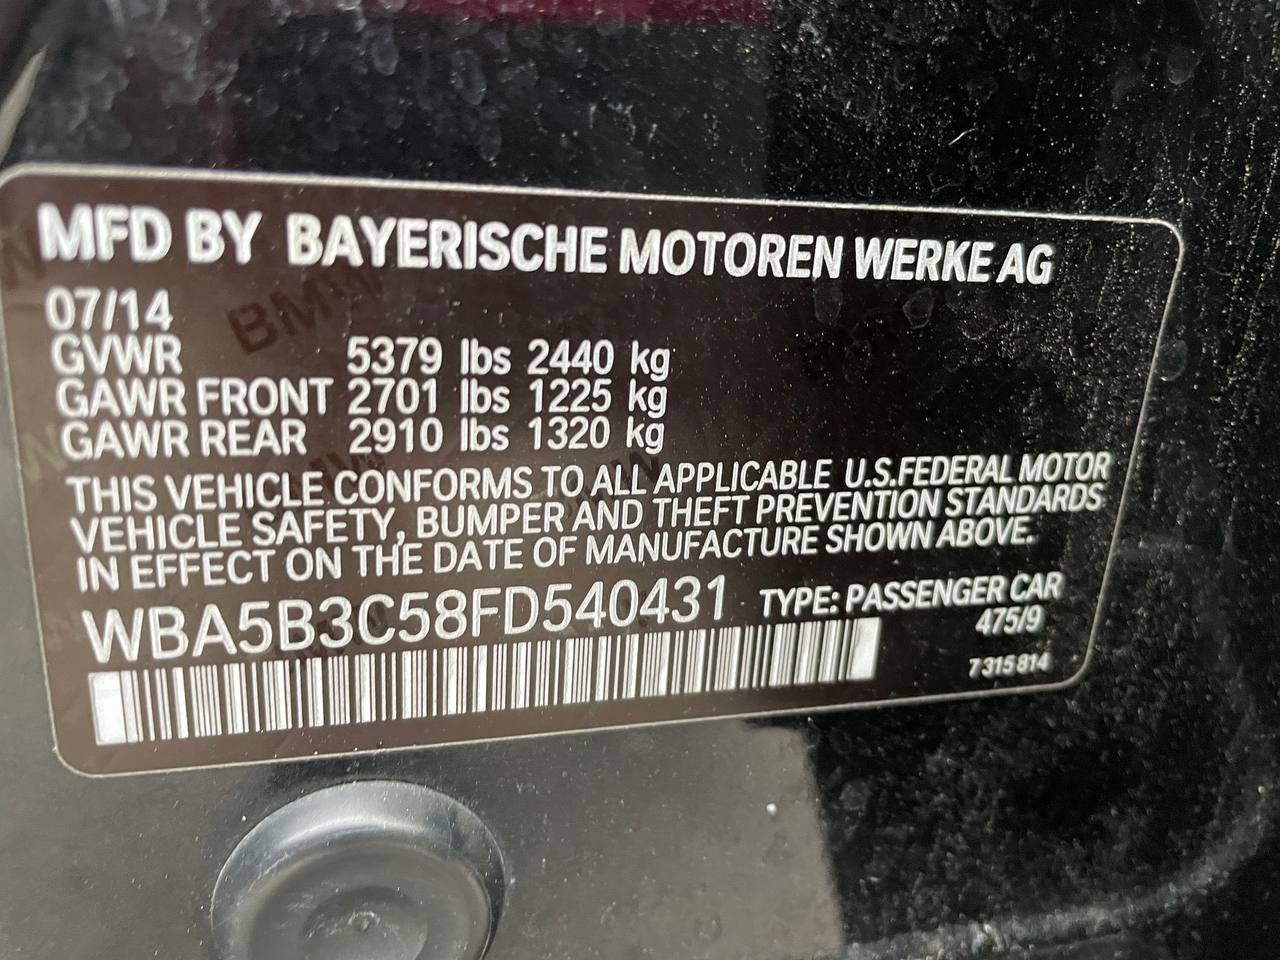 MFD BY BAYERISCHE MOTOREN WERKE AG
07/14
GVWR 5379 lbs 2440 kg
GAWR FRONT 2701 lbs 1225 kg
GAWR REAR 2910 lbs 1320 kg
THIS VEHICLE CONFORMS TO ALL APPLICABLE U.S.FEDERAL MOTOR
VEHICLE SAFETY, BUMPER AND THEFT PREVENTION STANDARDS
IN EFFECT ON THE DATE OF MANUFACTURE SHOWN ABOVE.
WBA5B3C58FD540431 TYPE: PASSENGER CAR
475/9
7 315 814
BMW